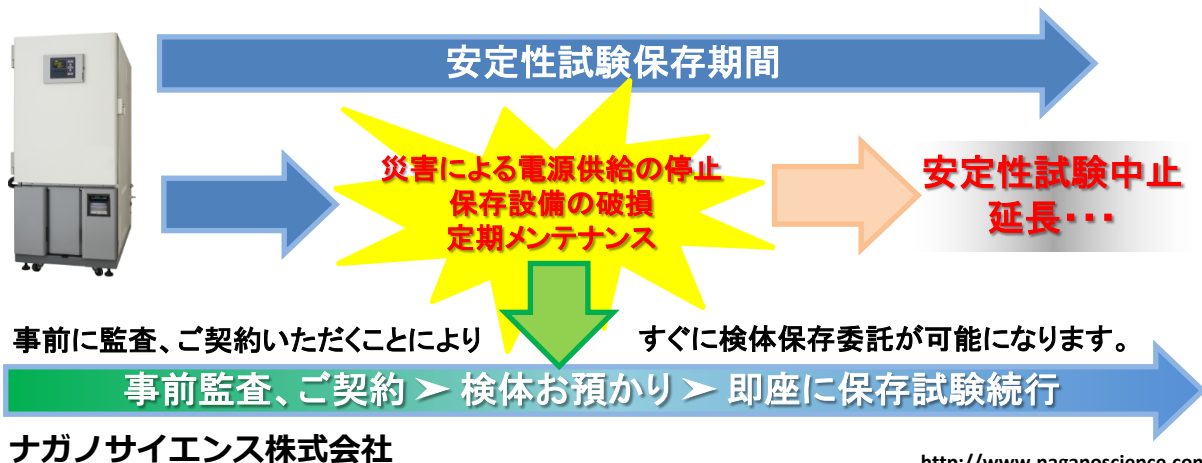 安定性試験保存期間
災害による電源供給の停止
保存設備の破損
定期メンテナンス
安定性試験中止
延長・・・
事前に監査、ご契約いただくことにより
すぐに検体保存委託が可能になります。
事前監査、ご契約 ➤ 検体お預かり ➤ 即座に保存試験続行
ナガノサイエンス株式会社
http://www.naganoscience.com